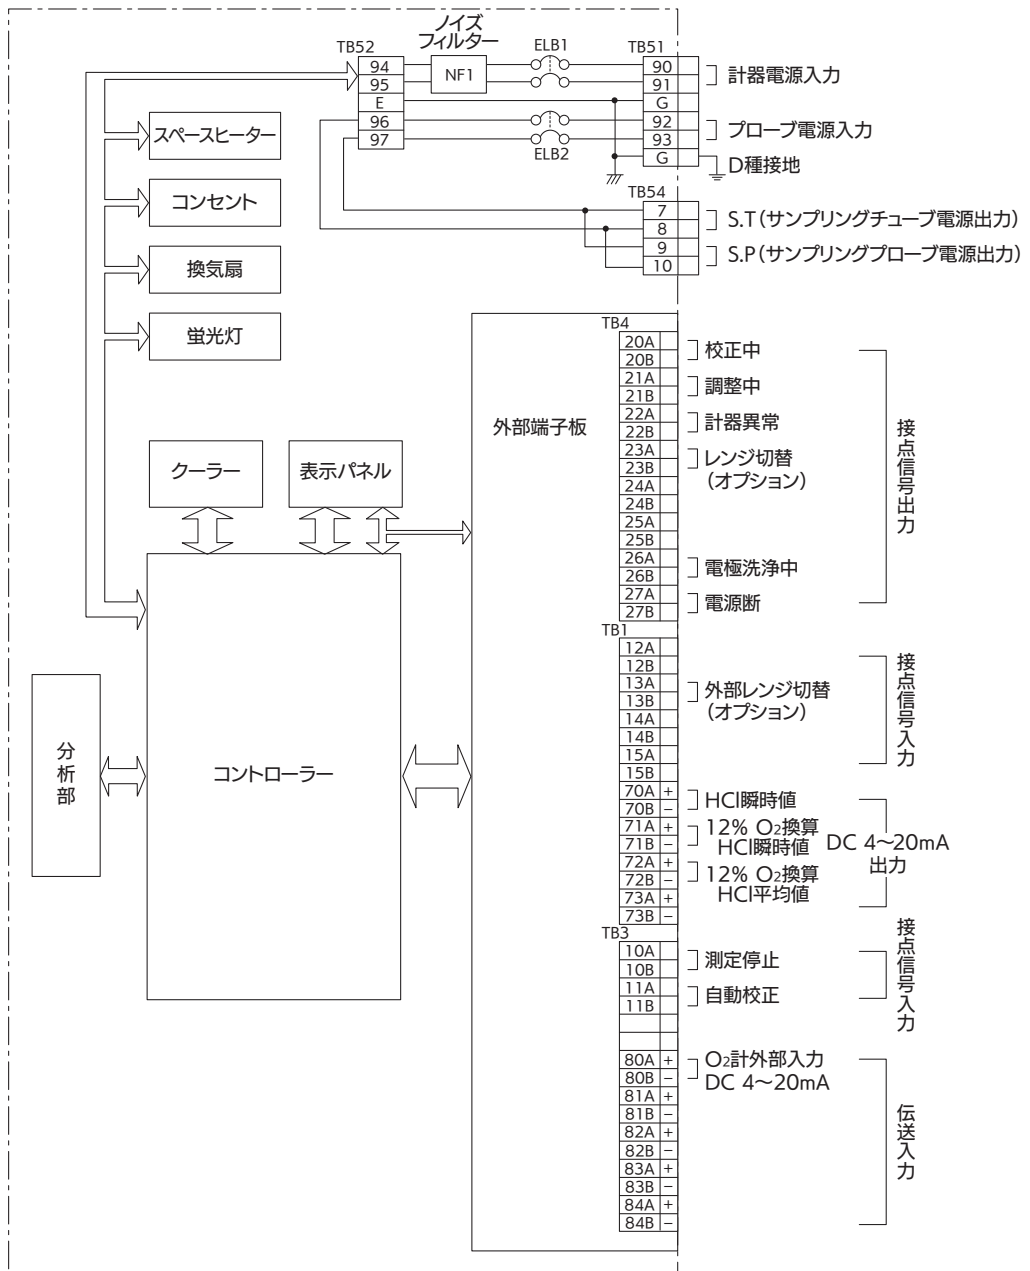 ノイズ
フィルター
TB52
ELB1
TB51
94
95
E
96
97
NF1
ELB2
90
91
G
92
93
G
計器電源入力
プローブ電源入力
D種接地
TB54
7
8
9
10
S.T(サンプリングチューブ電源出力)
S.P(サンプリングプローブ電源出力)
スペースヒーター
コンセント
換気扇
蛍光灯
クーラー
表示パネル
コントローラー
分析部
外部端子板
TB4
20A
20B
校正中
21A
21B
調整中
22A
22B
計器異常
23A
23B
レンジ切替
(オプション)
24A
24B
25A
25B
26A
26B
電極洗浄中
27A
27B
電源断
接点信号出力
TB1
12A
12B
13A
13B
外部レンジ切替
(オプション)
14A
14B
15A
15B
接点信号入力
70A +
70B −
HCl瞬時値
71A +
71B −
12% O2換算
HCl瞬時値
72A +
72B −
12% O2換算
HCl平均値
73A +
73B −
DC 4〜20mA
出力
TB3
10A
10B
測定停止
11A
11B
自動校正
接点信号入力
80A +
80B −
O2計外部入力
DC 4〜20mA
81A +
81B −
82A +
82B −
83A +
83B −
84A +
84B −
伝送入力